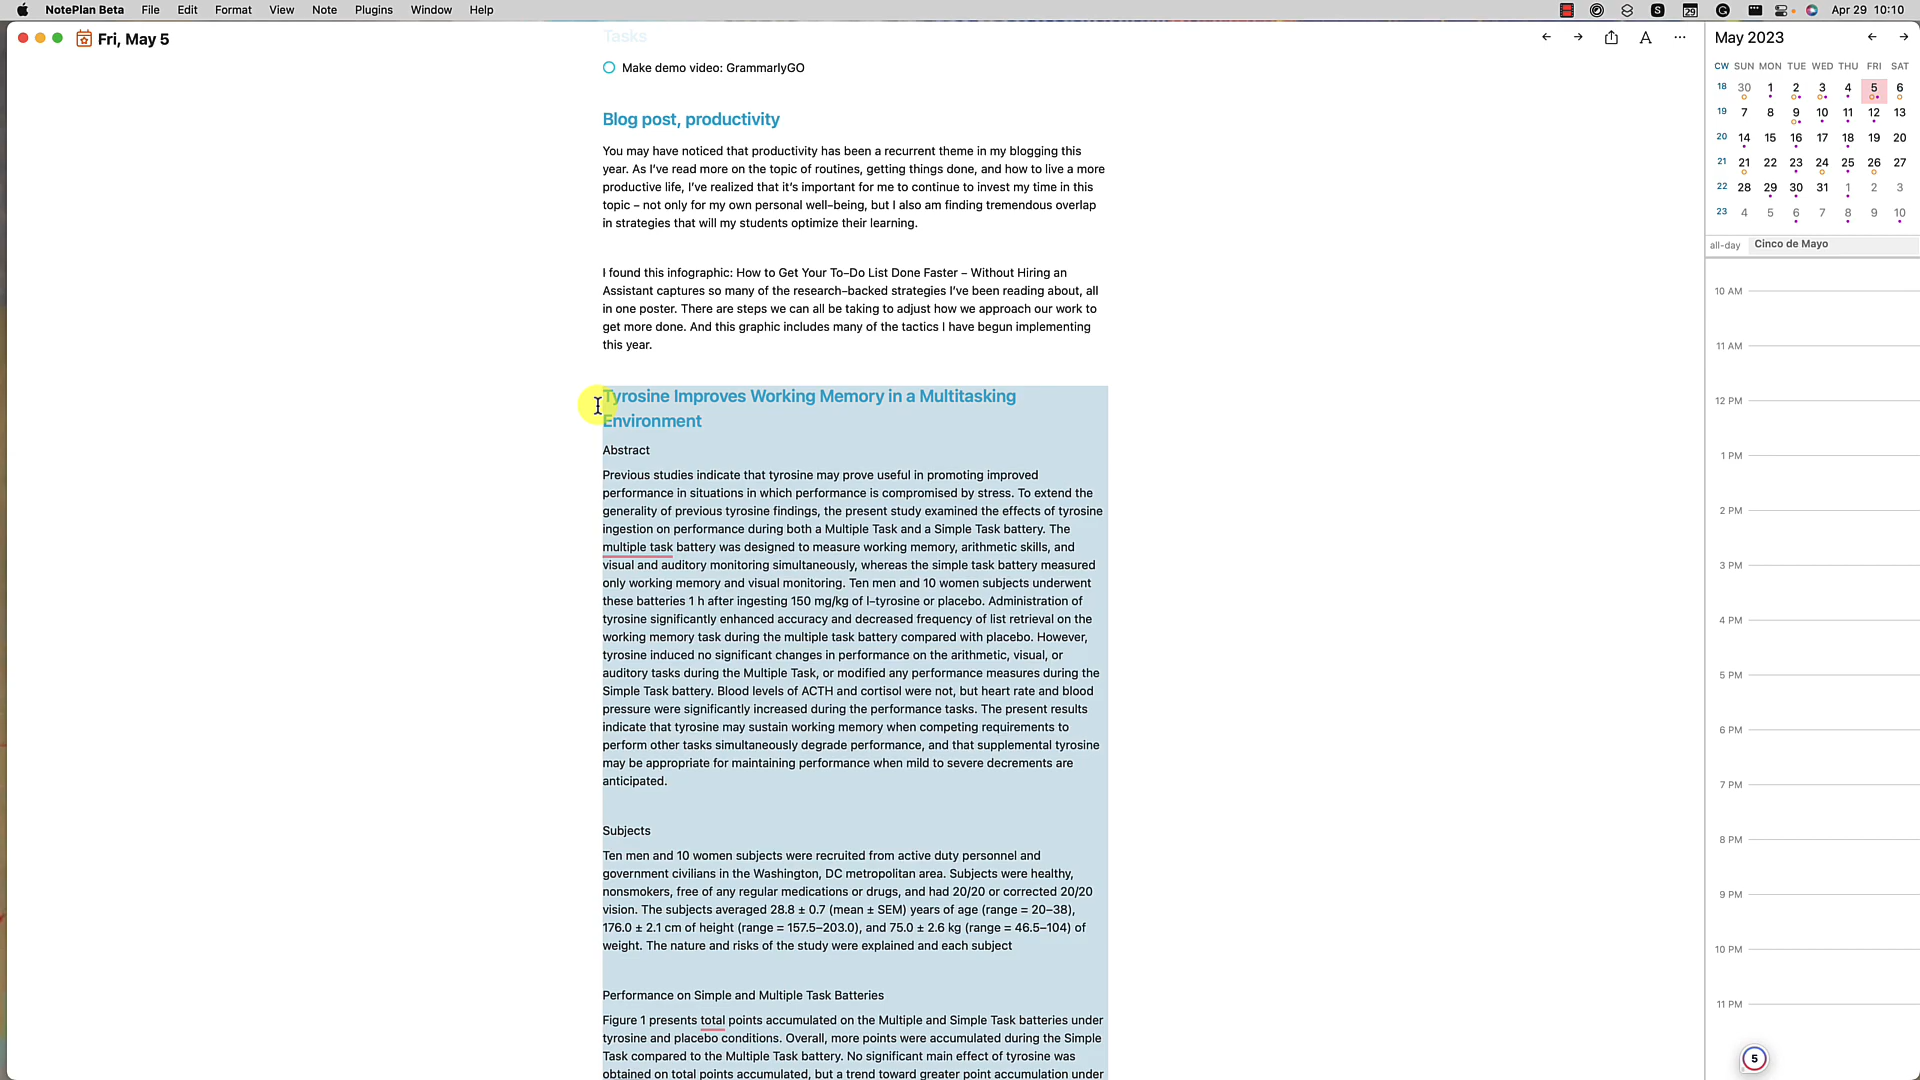 NotePlan Beta File Edit Format View Note Plugins Window Help
S 29 Apr 29 10:10
Fri, May 5
Tasks
Make demo video: GrammarlyGO
Blog post, productivity
You may have noticed that productivity has been a recurrent theme in my blogging this
year. As I've read more on the topic of routines, getting things done, and how to live a more
productive life, I've realized that it's important for me to continue to invest my time in this
topic – not only for my own personal well-being, but I also am finding tremendous overlap
in strategies that will my students optimize their learning.
I found this infographic: How to Get Your To-Do List Done Faster – Without Hiring an
Assistant captures so many of the research-backed strategies I've been reading about, all
in one poster. There are steps we can all be taking to adjust how we approach our work to
get more done. And this graphic includes many of the tactics I have begun implementing
this year.
Tyrosine Improves Working Memory in a Multitasking
Environment
Abstract
Previous studies indicate that tyrosine may prove useful in promoting improved
performance in situations in which performance is compromised by stress. To extend the
generality of previous tyrosine findings, the present study examined the effects of tyrosine
ingestion on performance during both a Multiple Task and a Simple Task battery. The
multiple task battery was designed to measure working memory, arithmetic skills, and
visual and auditory monitoring simultaneously, whereas the simple task battery measured
only working memory and visual monitoring. Ten men and 10 women subjects underwent
these batteries 1 h after ingesting 150 mg/kg of l-tyrosine or placebo. Administration of
tyrosine significantly enhanced accuracy and decreased frequency of list retrieval on the
working memory task during the multiple task battery compared with placebo. However,
tyrosine induced no significant changes in performance on the arithmetic, visual, or
auditory tasks during the Multiple Task, or modified any performance measures during the
Simple Task battery. Blood levels of ACTH and cortisol were not, but heart rate and blood
pressure were significantly increased during the performance tasks. The present results
indicate that tyrosine may sustain working memory when competing requirements to
perform other tasks simultaneously degrade performance, and that supplemental tyrosine
may be appropriate for maintaining performance when mild to severe decrements are
anticipated.
Subjects
Ten men and 10 women subjects were recruited from active duty personnel and
government civilians in the Washington, DC metropolitan area. Subjects were healthy,
nonsmokers, free of any regular medications or drugs, and had 20/20 or corrected 20/20
vision. The subjects averaged 28.8 ± 0.7 (mean ± SEM) years of age (range = 20–38),
176.0 ± 2.1 cm of height (range = 157.5–203.0), and 75.0 ± 2.6 kg (range = 46.5–104) of
weight. The nature and risks of the study were explained and each subject
Performance on Simple and Multiple Task Batteries
Figure 1 presents total points accumulated on the Multiple and Simple Task batteries under
tyrosine and placebo conditions. Overall, more points were accumulated during the Simple
Task compared to the Multiple Task battery. No significant main effect of tyrosine was
obtained on total points accumulated, but a trend toward greater point accumulation under
May 2023
CW SUN MON TUE WED THU FRI SAT
18 30 1 2 3 4 5 6
19 7 8 9 10 11 12 13
20 14 15 16 17 18 19 20
21 21 22 23 24 25 26 27
22 28 29 30 31 1 2 3
23 4 5 6 7 8 9 10
all-day Cinco de Mayo
10 AM
11 AM
12 PM
1 PM
2 PM
3 PM
4 PM
5 PM
6 PM
7 PM
8 PM
9 PM
10 PM
11 PM
5